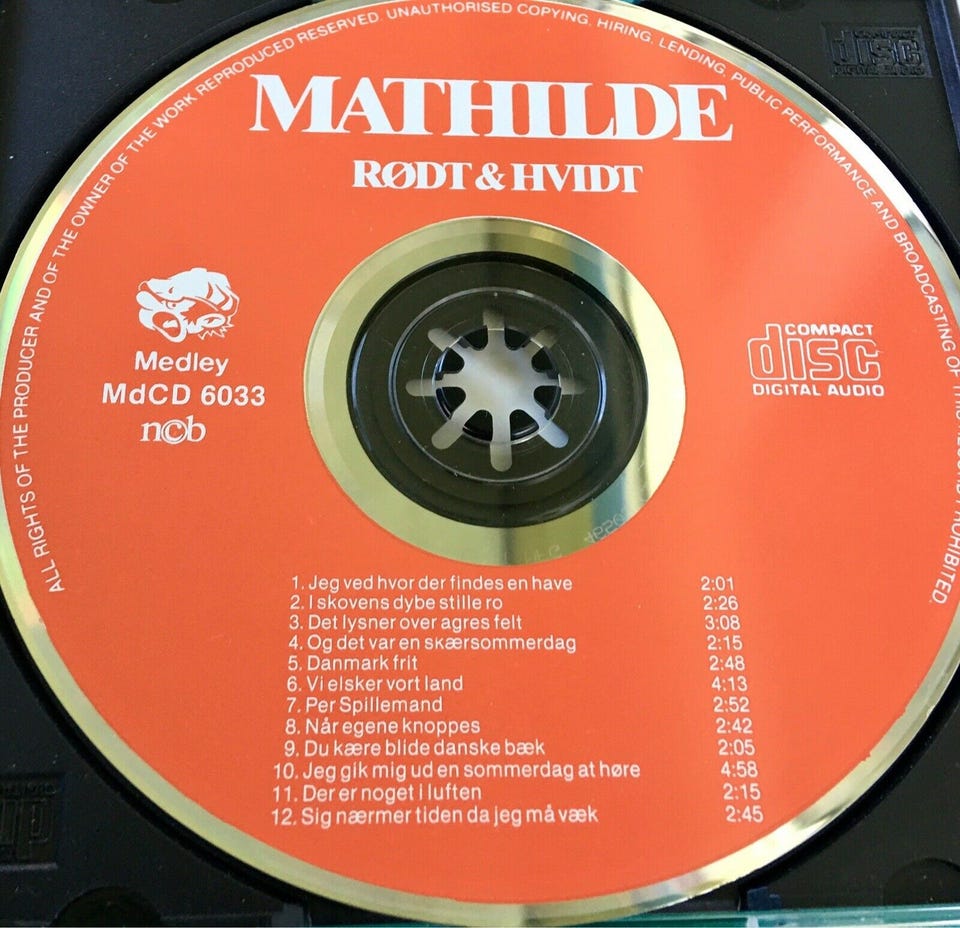 ALL RIGHTS OF THE PRODUCER AND OF THE OWNER OF THE WORK REPRODUCED RESERVED. UNAUTHORISED COPYING, HIRING, LENDING, PUBLIC PERFORMANCE AND BROADCASTING OF THIS RECORD PROHIBITED.
MATHILDE
RØDT & HVIDT
Medley
MdCD 6033
ncb
COMPACT
disc
DIGITAL AUDIO
1. Jeg ved hvor der findes en have 2:01
2. I skovens dybe stille ro 2:26
3. Det lysner over agres felt 3:08
4. Og det var en skærsommerdag 2:15
5. Danmark frit 2:48
6. Vi elsker vort land 4:13
7. Per Spillemand 2:52
8. Når egene knoppes 2:42
9. Du kære blide danske bæk 2:05
10. Jeg gik mig ud en sommerdag at høre 4:58
11. Der er noget i luften 2:15
12. Sig nærmer tiden da jeg må væk 2:45
COMPACT
disc
DIGITAL AUDIO